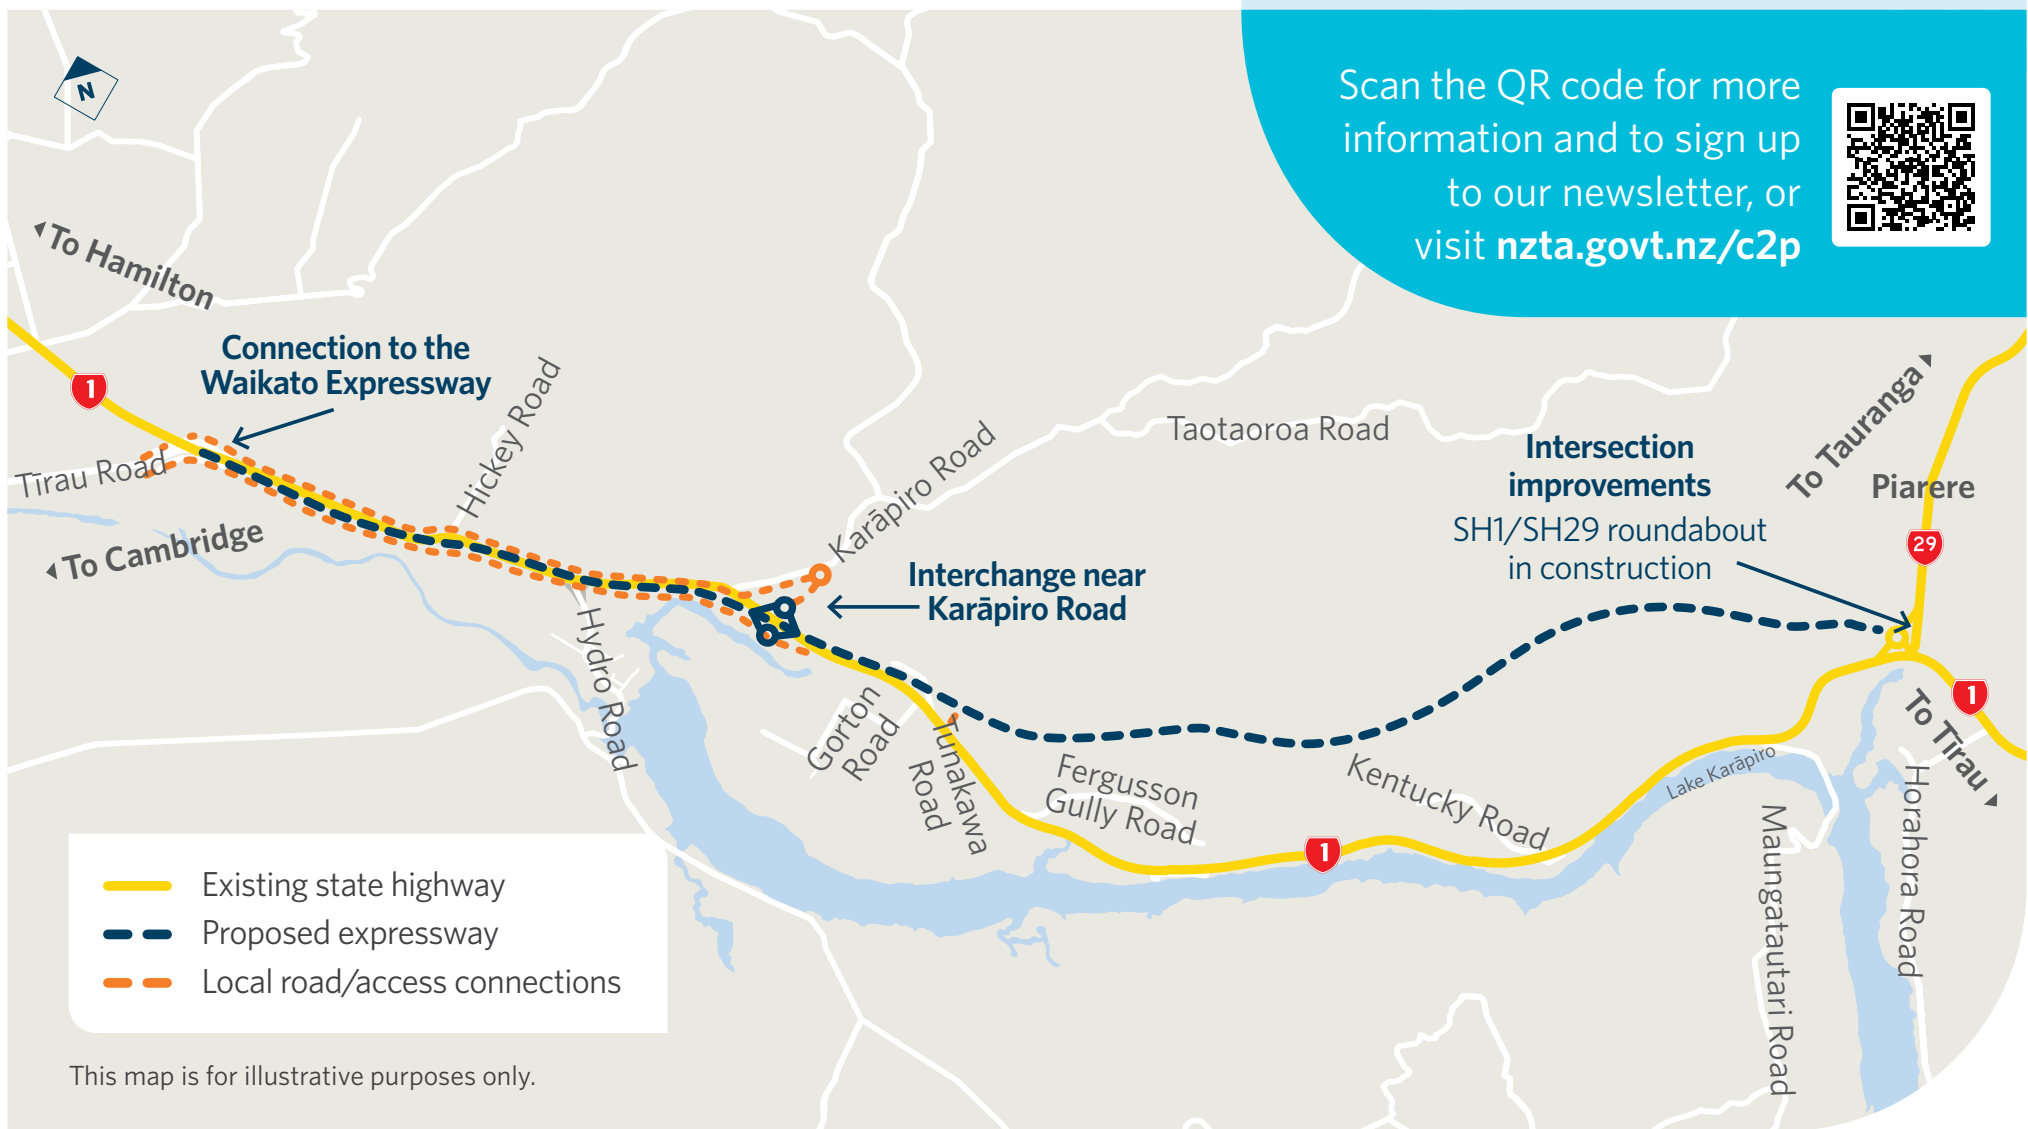 Scan the QR code for more
information and to sign up
to our newsletter, or
visit nzta.govt.nz/c2p
N
To Hamilton
Connection to the
Waikato Expressway
1
Tīrau Road
To Cambridge
Hickey Road
Hydro Road
Karāpiro Road
Taotaoroa Road
Interchange near
Karāpiro Road
Intersection
improvements
SH1/SH29 roundabout
in construction
To Tauranga
Piarere
29
1
To Tīrau
Gorton
Road
Tunakawa
Road
Fergusson
Gully Road
Kentucky Road
Lake Karāpiro
1
Maungatautari Road
Horahora Road
Existing state highway
Proposed expressway
Local road/access connections
This map is for illustrative purposes only.